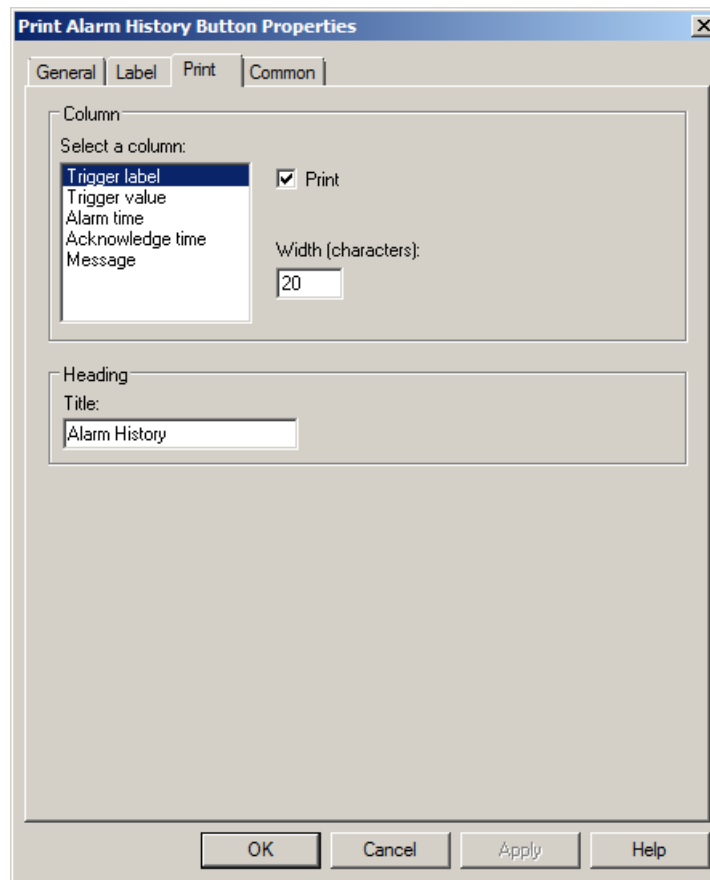 Print Alarm History Button Properties
General Label Print Common
Column
Select a column:
Trigger label
Print
Trigger value
Alarm time
Acknowledge time
Width (characters):
Message
20
Heading
Title:
Alarm History
OK Cancel Apply Help